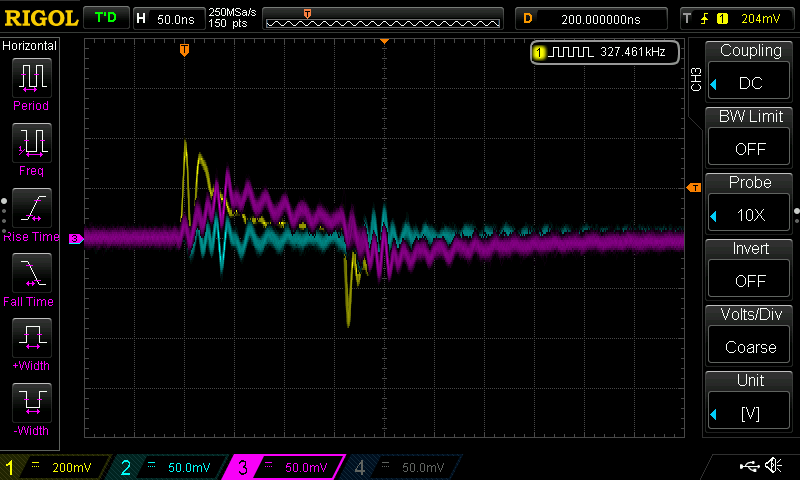 RIGOL T'D H 50.0ns 250MSa/s 150 pts D 200.000000ns T 1 204mV
Horizontal
Period
Freq
Rise Time
Fall Time
+Width
-Width
T
1 327.461kHz
3
T
CH3
Coupling
DC
BW Limit
OFF
Probe
10X
Invert
OFF
Volts/Div
Coarse
Unit
[V]
1 200mV 2 50.0mV 3 50.0mV 4 50.0mV